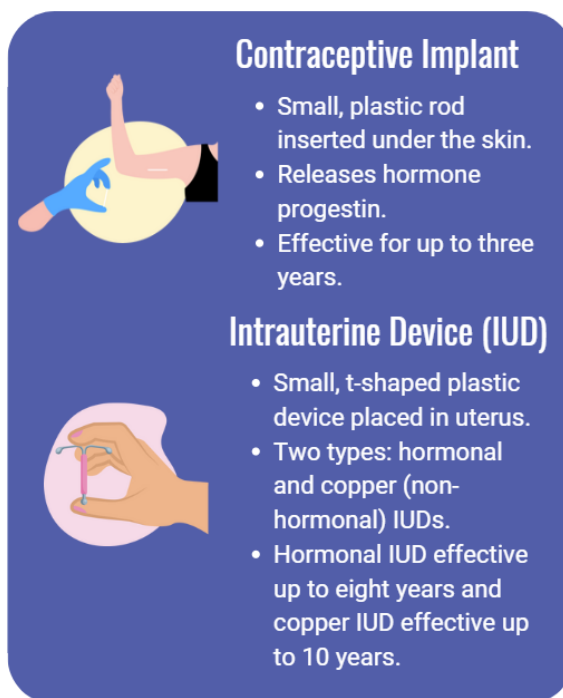 Contraceptive Implant
• Small, plastic rod
inserted under the skin.
• Releases hormone
progestin.
• Effective for up to three
years.
Intrauterine Device (IUD)
• Small, t-shaped plastic
device placed in uterus.
• Two types: hormonal
and copper (non-
hormonal) IUDs.
• Hormonal IUD effective
up to eight years and
copper IUD effective up
to 10 years.